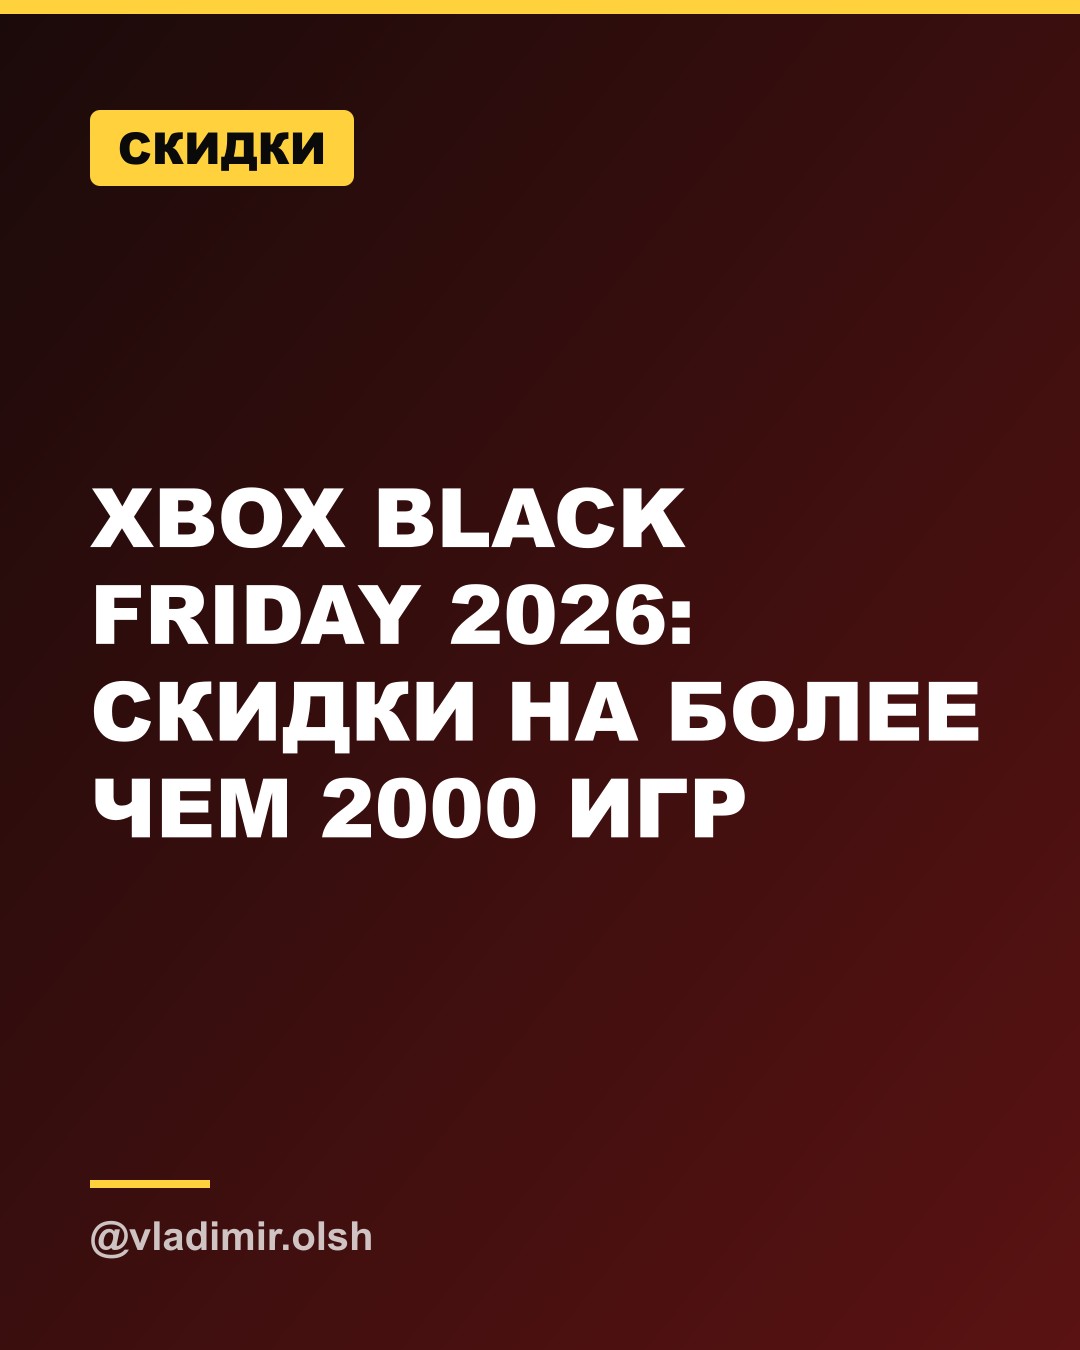 СКИДКИ
XBOX BLACK
FRIDAY 2026:
СКИДКИ НА БОЛЕЕ
ЧЕМ 2000 ИГР
@vladimir.olsh